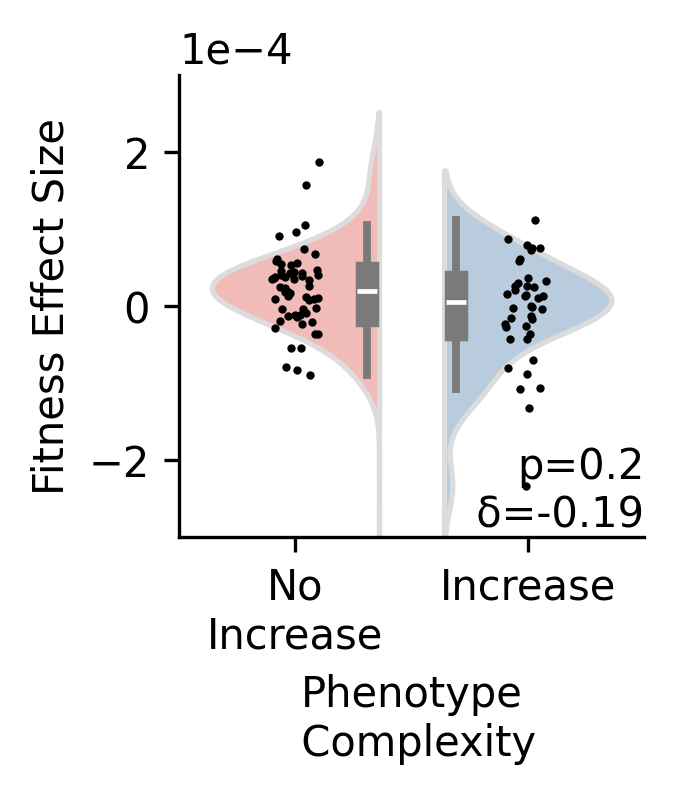 1e−4
Fitness Effect Size
2
0
−2
p=0.2
δ=-0.19
No
Increase
Increase
Phenotype
Complexity